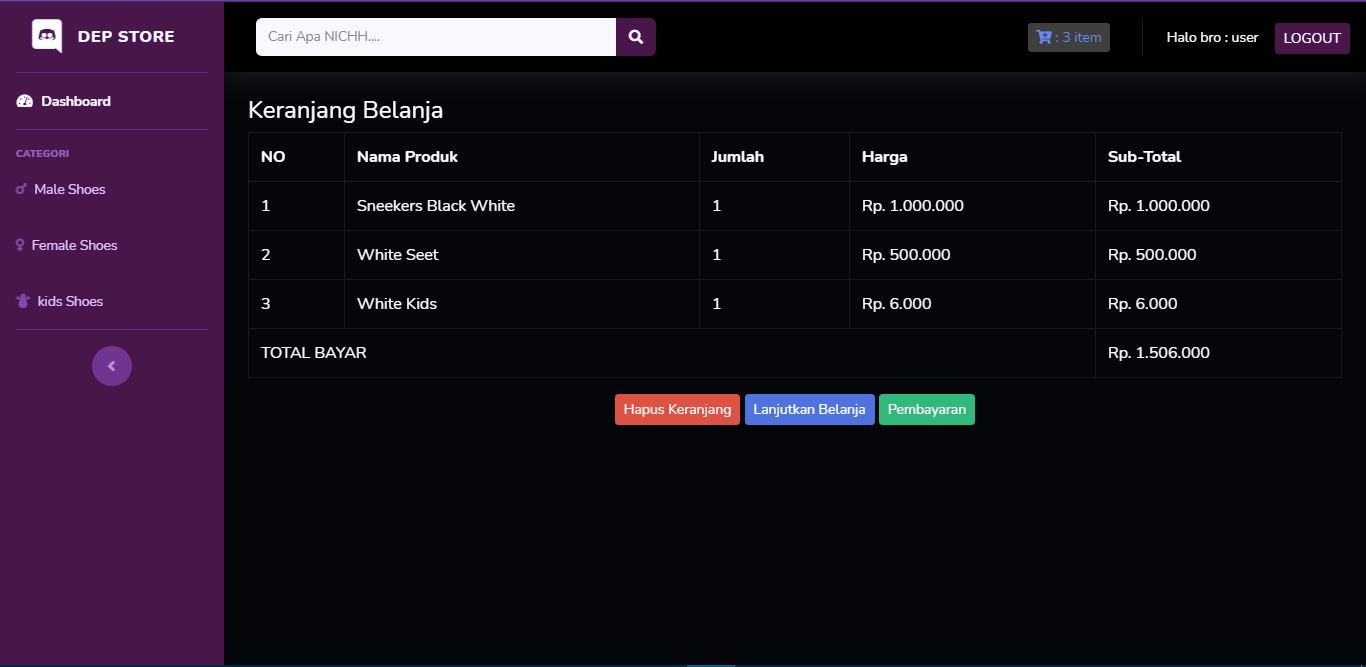 DEP STORE
Cari Apa NICHH....
: 3 item
Halo bro : user
LOGOUT
Dashboard
CATEGORI
Male Shoes
Female Shoes
kids Shoes
Keranjang Belanja
NO Nama Produk Jumlah Harga Sub-Total
1 Sneekers Black White 1 Rp. 1.000.000 Rp. 1.000.000
2 White Seet 1 Rp. 500.000 Rp. 500.000
3 White Kids 1 Rp. 6.000 Rp. 6.000
TOTAL BAYAR Rp. 1.506.000
Hapus Keranjang Lanjutkan Belanja Pembayaran